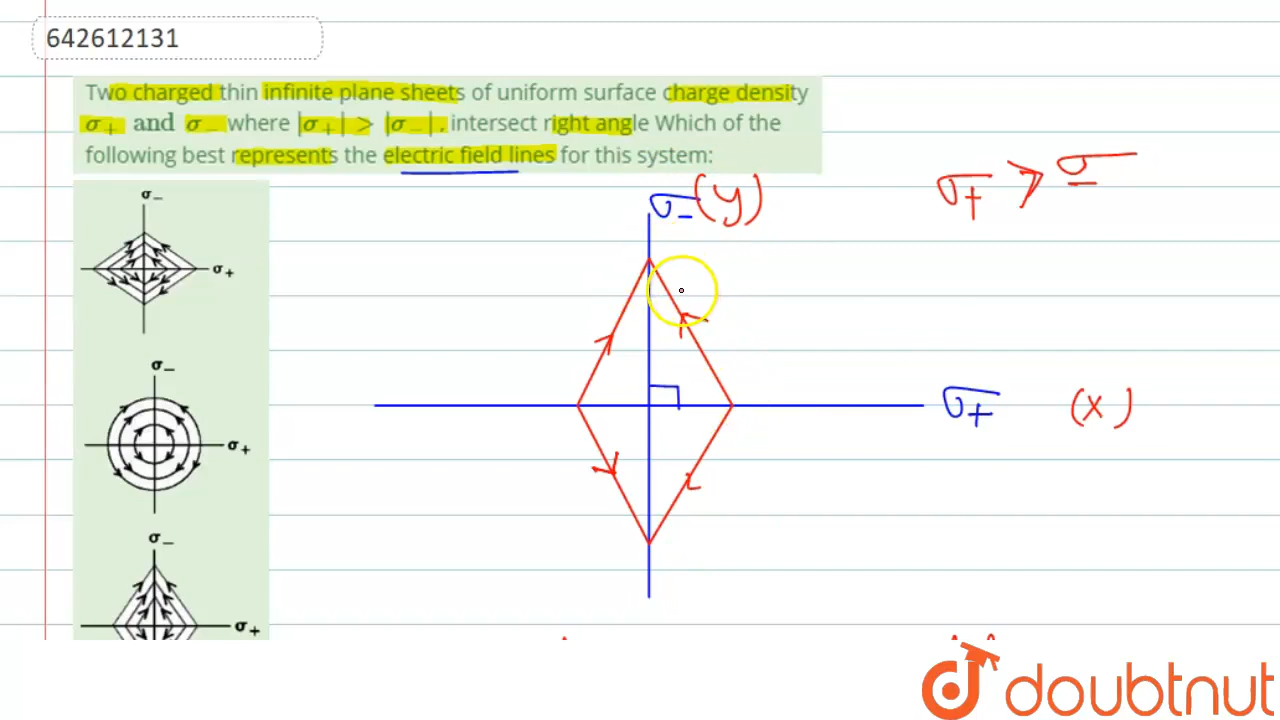 642612131
Two charged thin infinite plane sheets of uniform surface charge density
σ₊ and σ₋ where |σ₊| > |σ₋|, intersect right angle Which of the
following best represents the electric field lines for this system:
σ₋
σ₊
σ₋
σ₊
σ₋
σ₊
σ₋ (y)
σ₊ > σ₋
σ₊ (x)
doubtnut